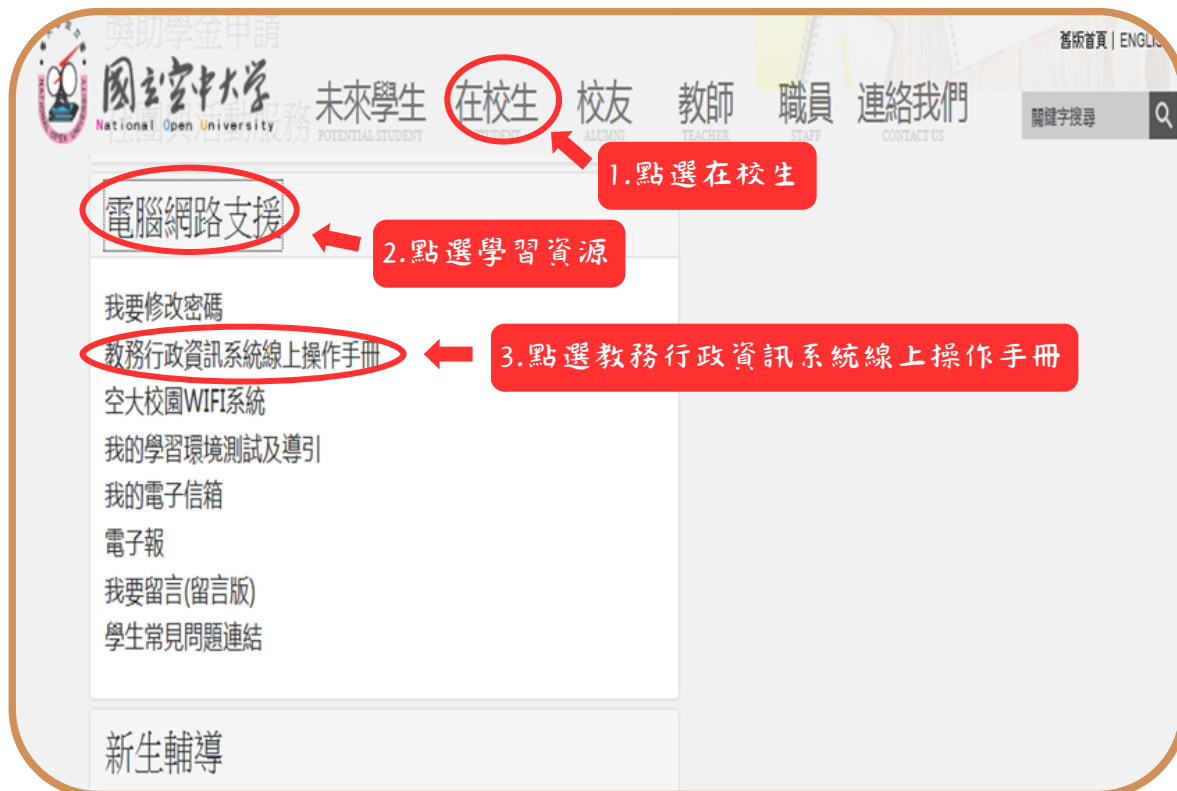 獎助學金申請
舊版首頁 | ENGLIS
國立空中大學
National Open University
社團與活動服務
未來學生 在校生 校友 教師 職員 連絡我們
POTENTIAL STUDENT STUDENT ALUMNI TEACHER STAFF CONTACT US
關鍵字搜尋
1.點選在校生
電腦網路支援
2.點選學習資源
我要修改密碼
教務行政資訊系統線上操作手冊
3.點選教務行政資訊系統線上操作手冊
空大校園WIFI系統
我的學習環境測試及導引
我的電子信箱
電子報
我要留言(留言版)
學生常見問題連結
新生輔導